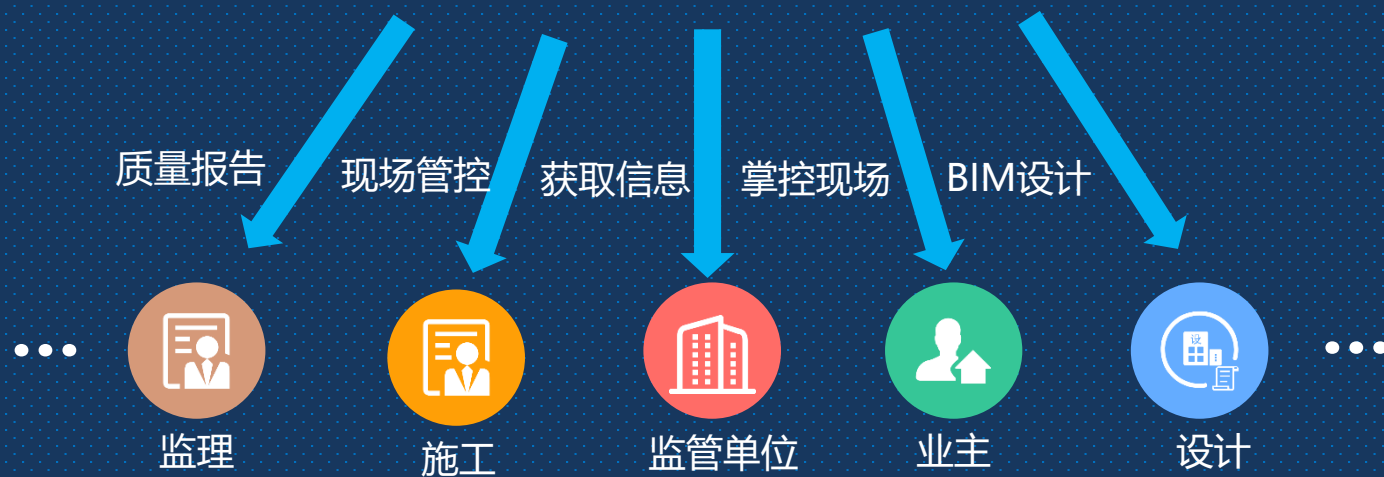 质量报告
现场管控
获取信息
掌控现场
BIM设计
设
监理
施工
监管单位
业主
设计